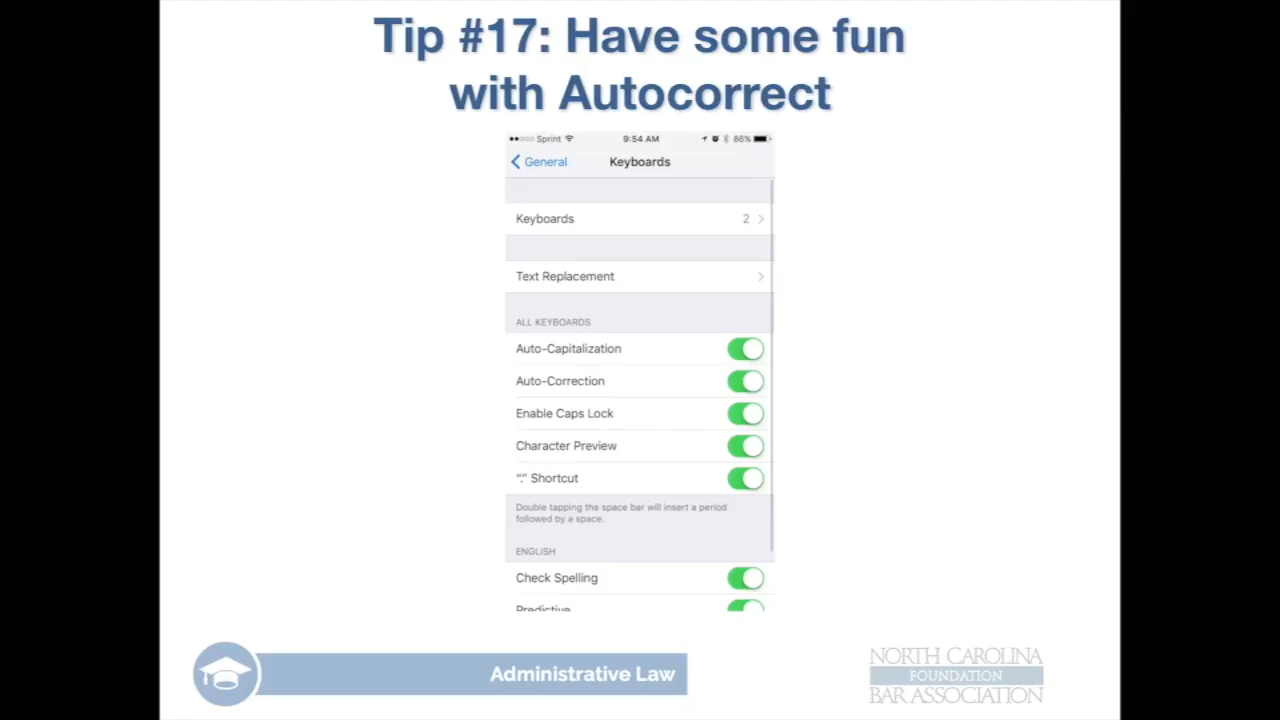 Tip #17: Have some fun
with Autocorrect
Sprint 9:54 AM 86%
General Keyboards
Keyboards 2
Text Replacement
ALL KEYBOARDS
Auto-Capitalization
Auto-Correction
Enable Caps Lock
Character Preview
“.” Shortcut
Double tapping the space bar will insert a period
followed by a space.
ENGLISH
Check Spelling
Predictive
Administrative Law
NORTH CAROLINA
FOUNDATION
BAR ASSOCIATION